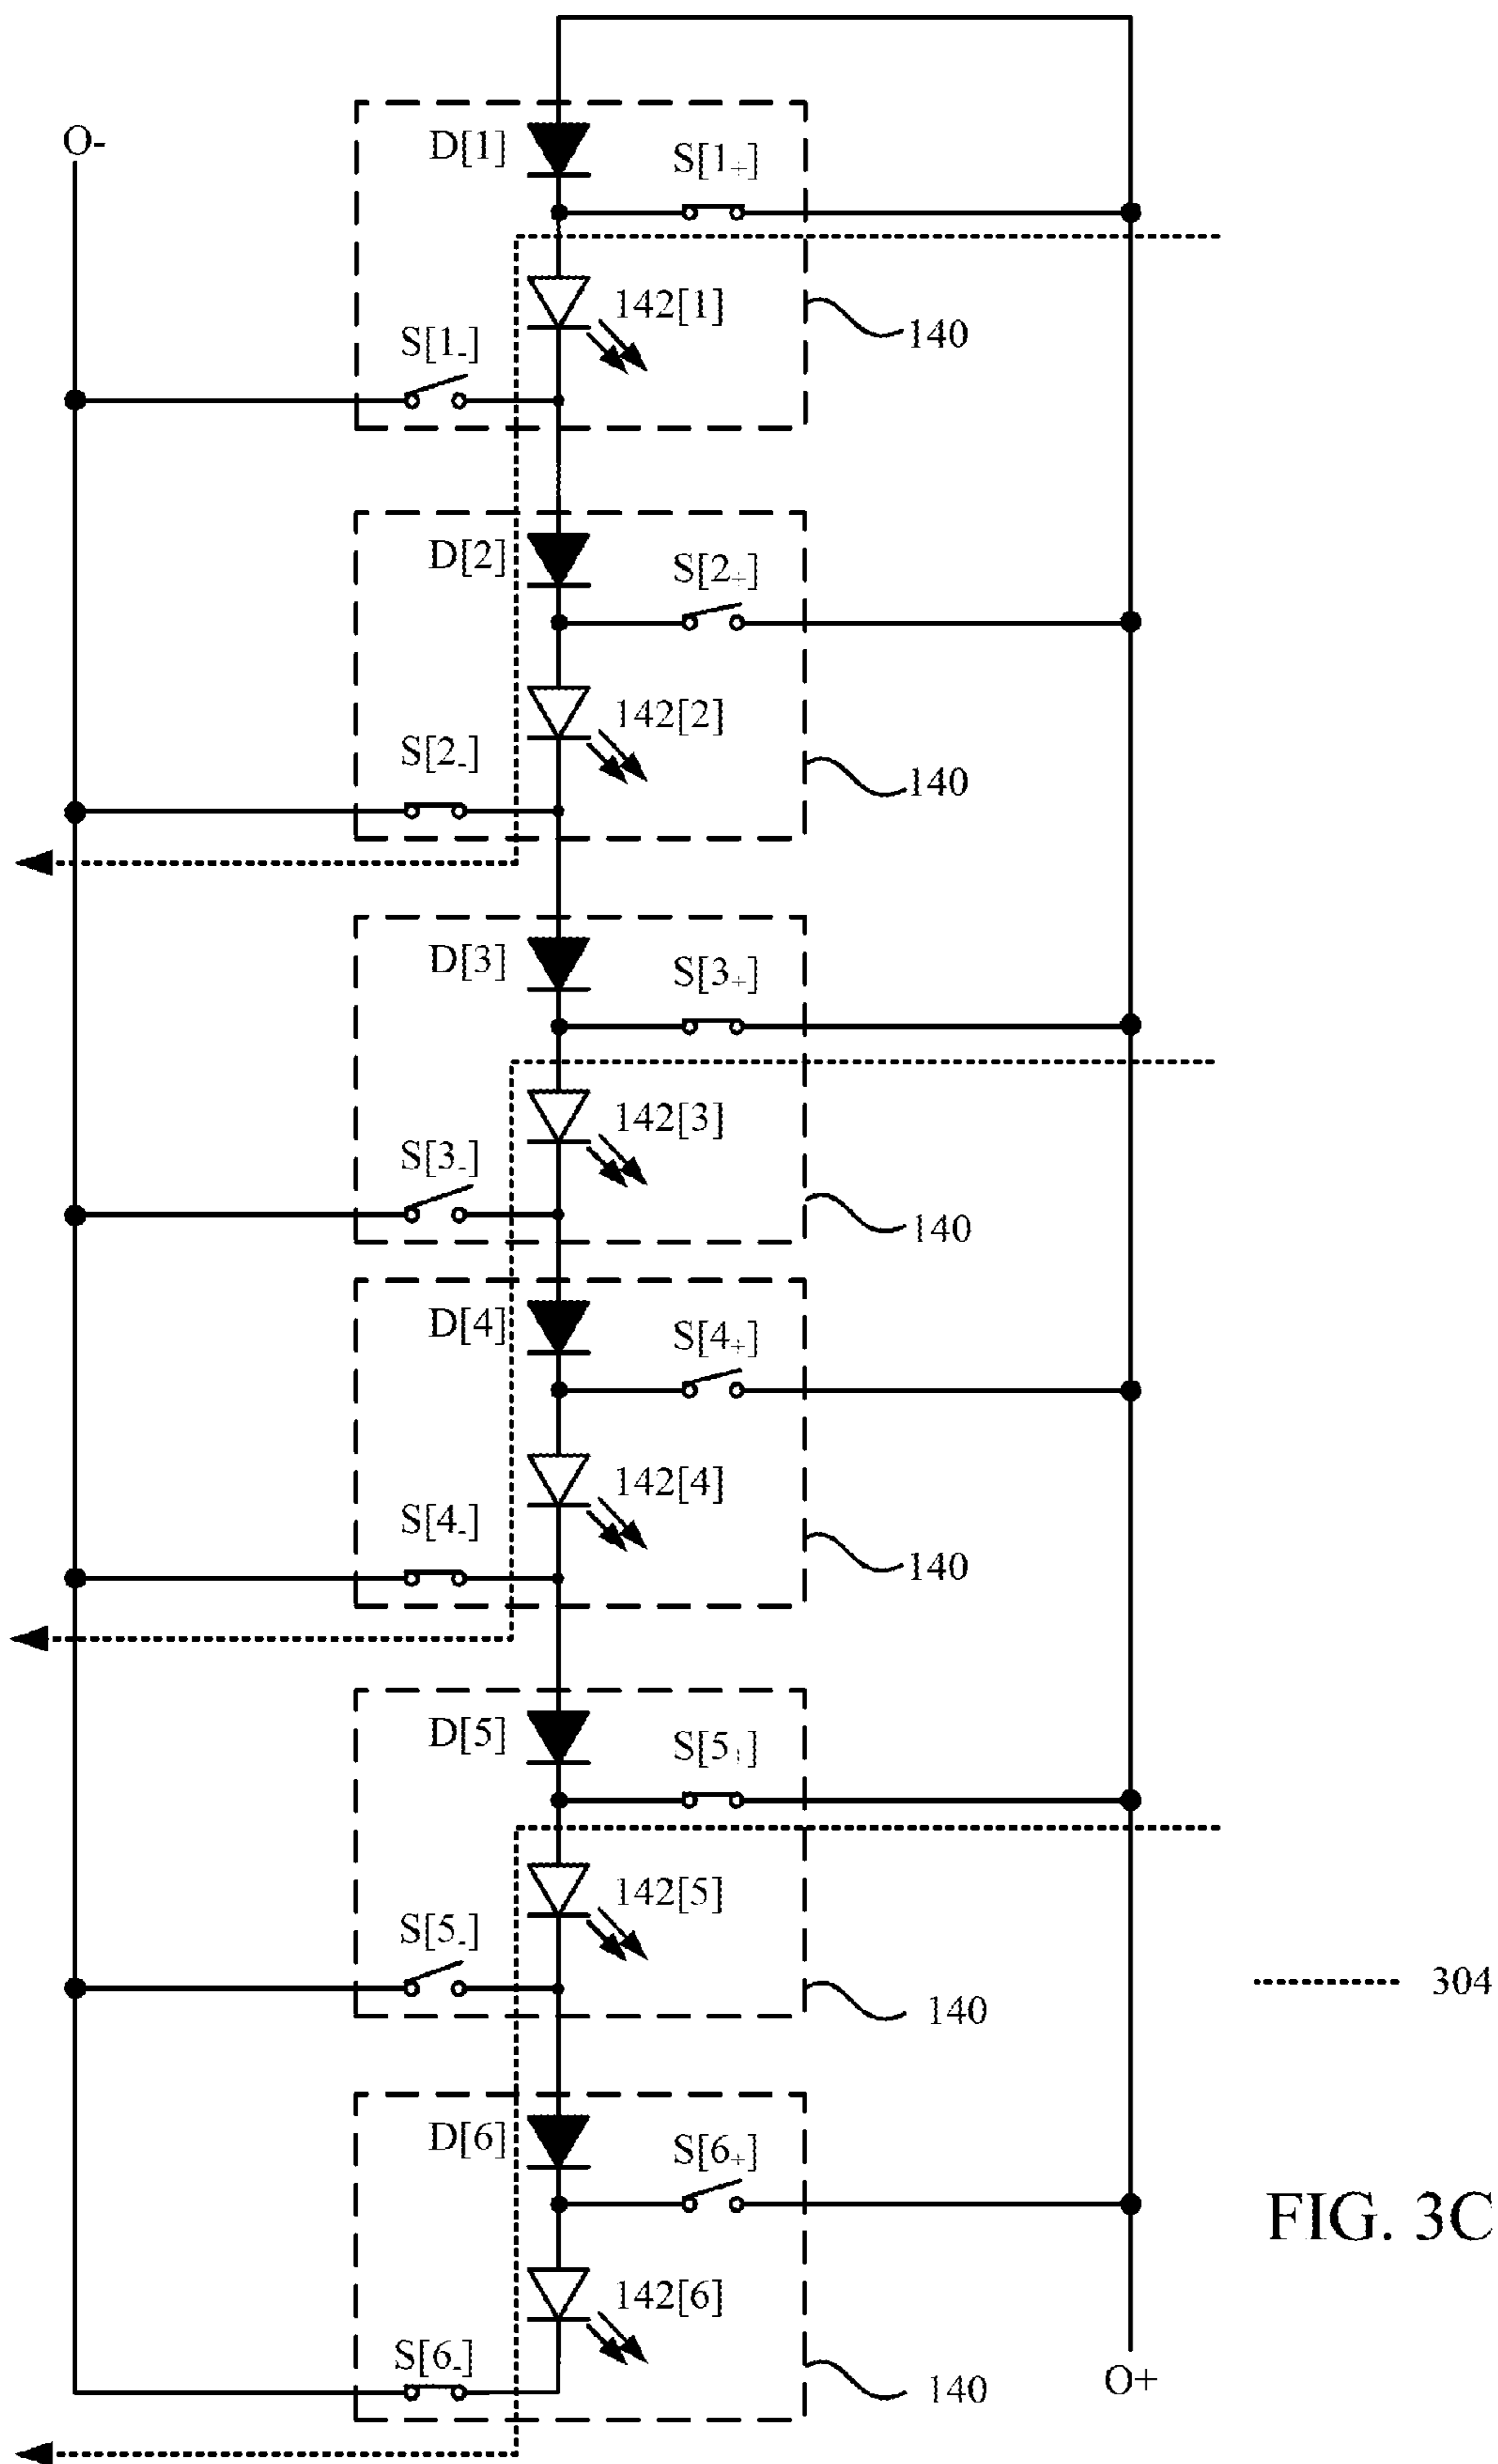 O-
D[1]
S[1+]
142[1]
S[1-]
140
D[2]
S[2+]
142[2]
S[2-]
140
D[3]
S[3+]
142[3]
S[3-]
140
D[4]
S[4+]
142[4]
S[4-]
140
D[5]
S[5+]
142[5]
S[5-]
304
140
D[6]
S[6+]
FIG. 3C
142[6]
S[6-]
140
O+